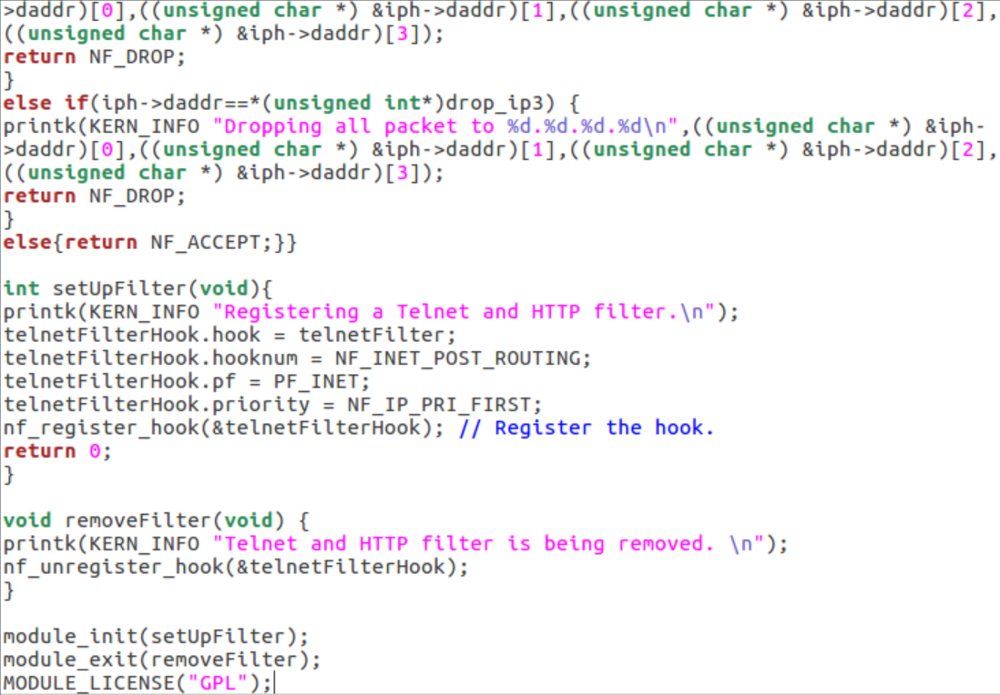 >daddr)[0],((unsigned char *) &iph->daddr)[1],((unsigned char *) &iph->daddr)[2],
((unsigned char *) &iph->daddr)[3]);
return NF_DROP;
}
else if(iph->daddr==*(unsigned int*)drop_ip3) {
printk(KERN_INFO "Dropping all packet to %d.%d.%d.%d\n",((unsigned char *) &iph-
>daddr)[0],((unsigned char *) &iph->daddr)[1],((unsigned char *) &iph->daddr)[2],
((unsigned char *) &iph->daddr)[3]);
return NF_DROP;
}
else{return NF_ACCEPT;}}

int setUpFilter(void){
printk(KERN_INFO "Registering a Telnet and HTTP filter.\n");
telnetFilterHook.hook = telnetFilter;
telnetFilterHook.hooknum = NF_INET_POST_ROUTING;
telnetFilterHook.pf = PF_INET;
telnetFilterHook.priority = NF_IP_PRI_FIRST;
nf_register_hook(&telnetFilterHook); // Register the hook.
return 0;
}

void removeFilter(void) {
printk(KERN_INFO "Telnet and HTTP filter is being removed. \n");
nf_unregister_hook(&telnetFilterHook);
}

module_init(setUpFilter);
module_exit(removeFilter);
MODULE_LICENSE("GPL");